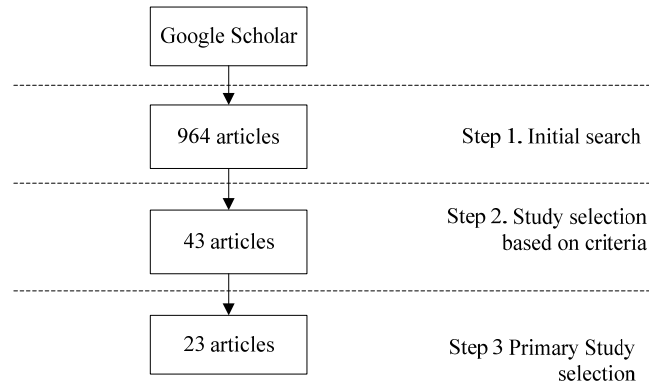 Google Scholar
964 articles
Step 1. Initial search
43 articles
Step 2. Study selection
based on criteria
23 articles
Step 3 Primary Study
selection